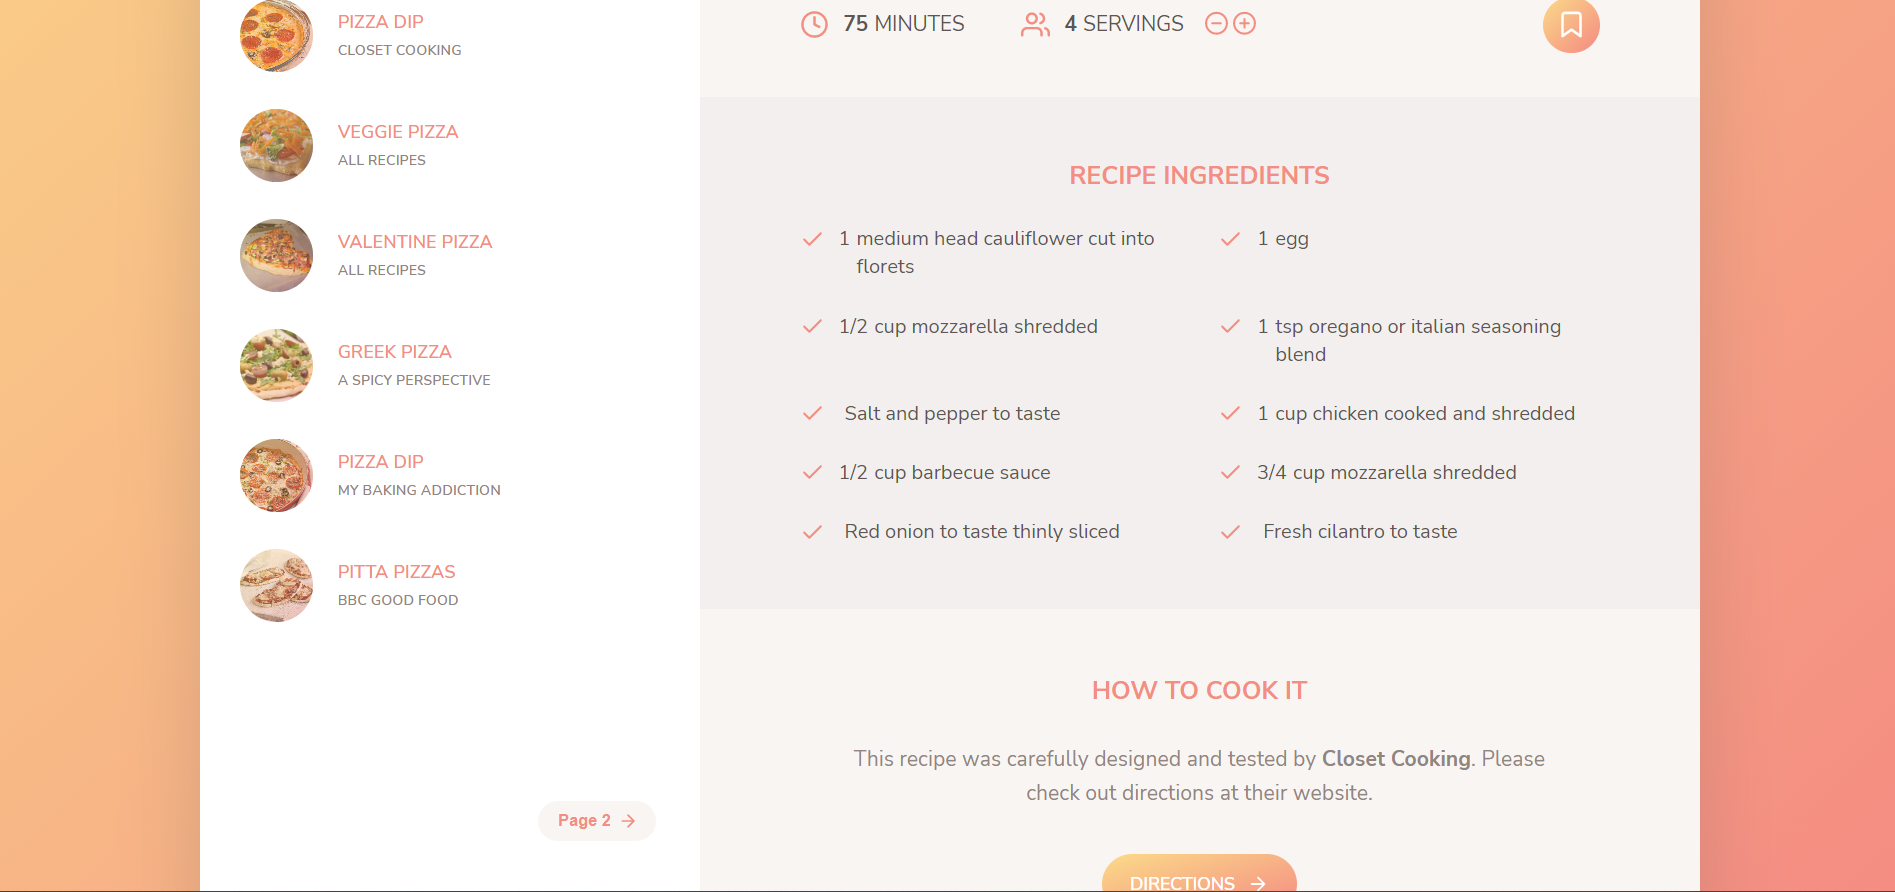 PIZZA DIP
CLOSET COOKING
VEGGIE PIZZA
ALL RECIPES
VALENTINE PIZZA
ALL RECIPES
GREEK PIZZA
A SPICY PERSPECTIVE
PIZZA DIP
MY BAKING ADDICTION
PITTA PIZZAS
BBC GOOD FOOD
Page 2
75 MINUTES
4 SERVINGS
RECIPE INGREDIENTS
1 medium head cauliflower cut into
florets
1 egg
1/2 cup mozzarella shredded
1 tsp oregano or italian seasoning
blend
Salt and pepper to taste
1 cup chicken cooked and shredded
1/2 cup barbecue sauce
3/4 cup mozzarella shredded
Red onion to taste thinly sliced
Fresh cilantro to taste
HOW TO COOK IT
This recipe was carefully designed and tested by Closet Cooking. Please
check out directions at their website.
DIRECTIONS